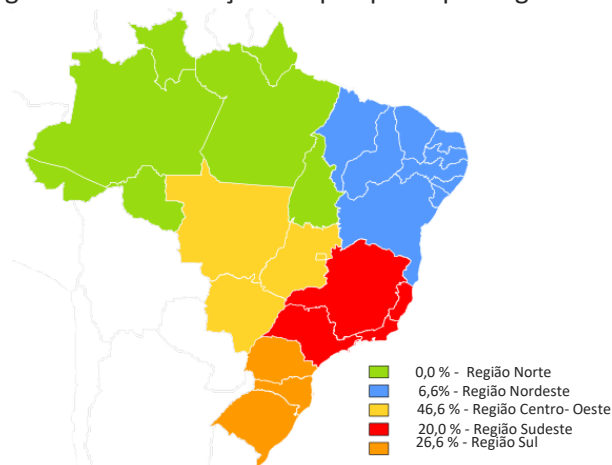 0,0 % - Região Norte
6,6% - Região Nordeste
46,6 % - Região Centro- Oeste
20,0 % - Região Sudeste
26,6 % - Região Sul